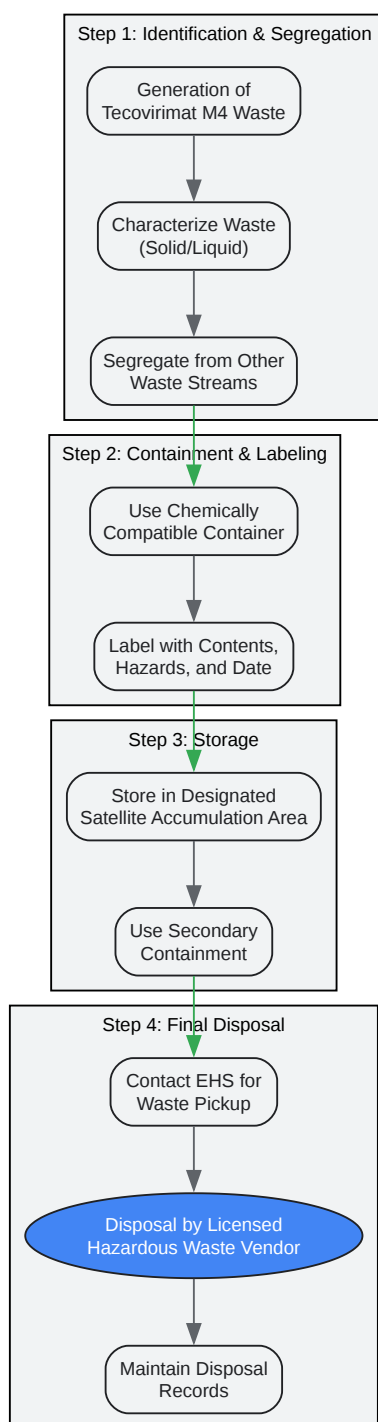 Step 1: Identification & Segregation
Generation of
Tecovirimat M4 Waste
Characterize Waste
(Solid/Liquid)
Segregate from Other
Waste Streams
Step 2: Containment & Labeling
Use Chemically
Compatible Container
Label with Contents,
Hazards, and Date
Step 3: Storage
Store in Designated
Satellite Accumulation Area
Use Secondary
Containment
Step 4: Final Disposal
Contact EHS for
Waste Pickup
Disposal by Licensed
Hazardous Waste Vendor
Maintain Disposal
Records